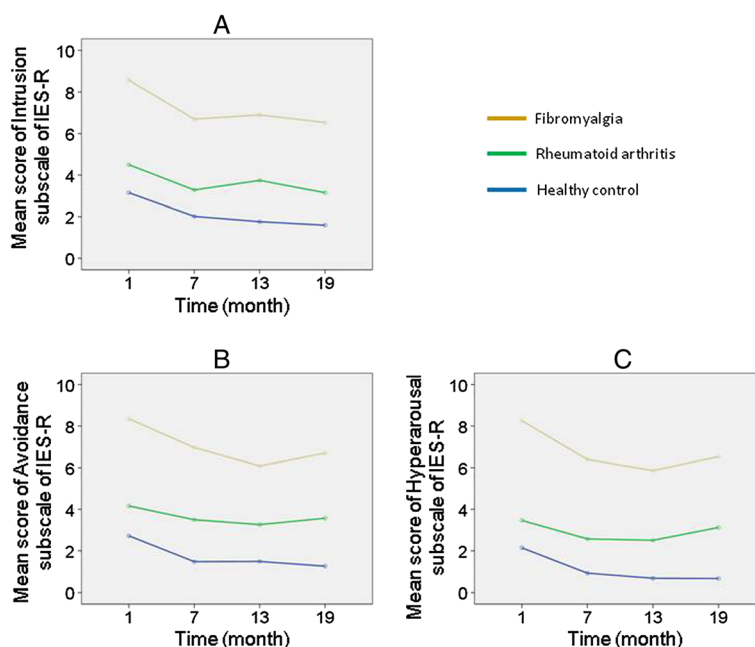 A
Mean score of Intrusion
subscale of IES-R
10
8
6
4
2
0
1 7 13 19
Time (month)
Fibromyalgia
Rheumatoid arthritis
Healthy control
B
Mean score of Avoidance
subscale of IES-R
10
8
6
4
2
0
1 7 13 19
Time (month)
C
Mean score of Hyperarousal
subscale of IES-R
10
8
6
4
2
0
1 7 13 19
Time (month)